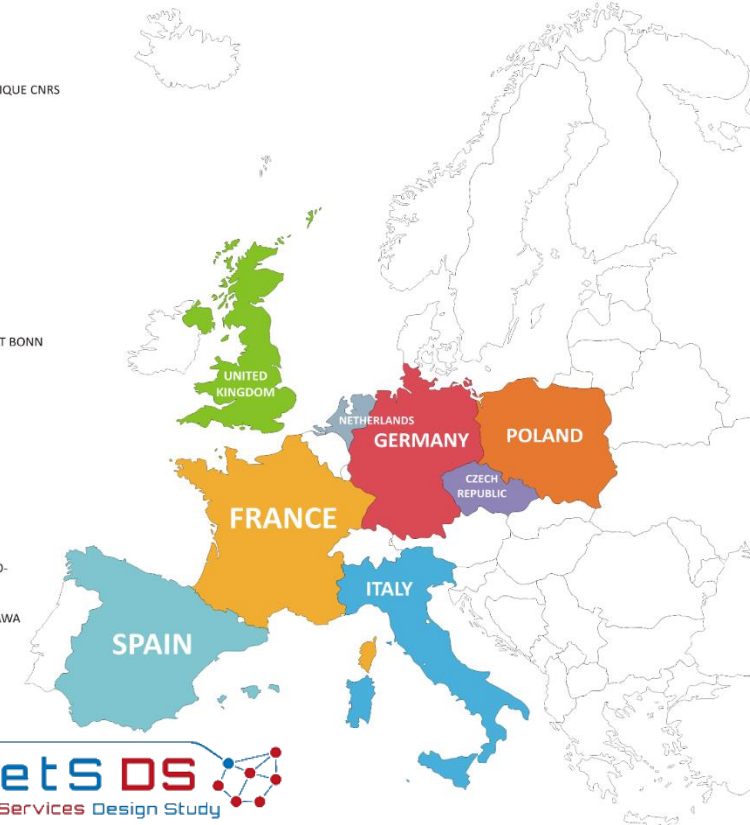 IQUE CNRS
T BONN
UNITED
KINGDOM
NETHERLANDS
GERMANY
POLAND
CZECH
REPUBLIC
FRANCE
ITALY
SPAIN
AWA
etS DS
Services Design Study